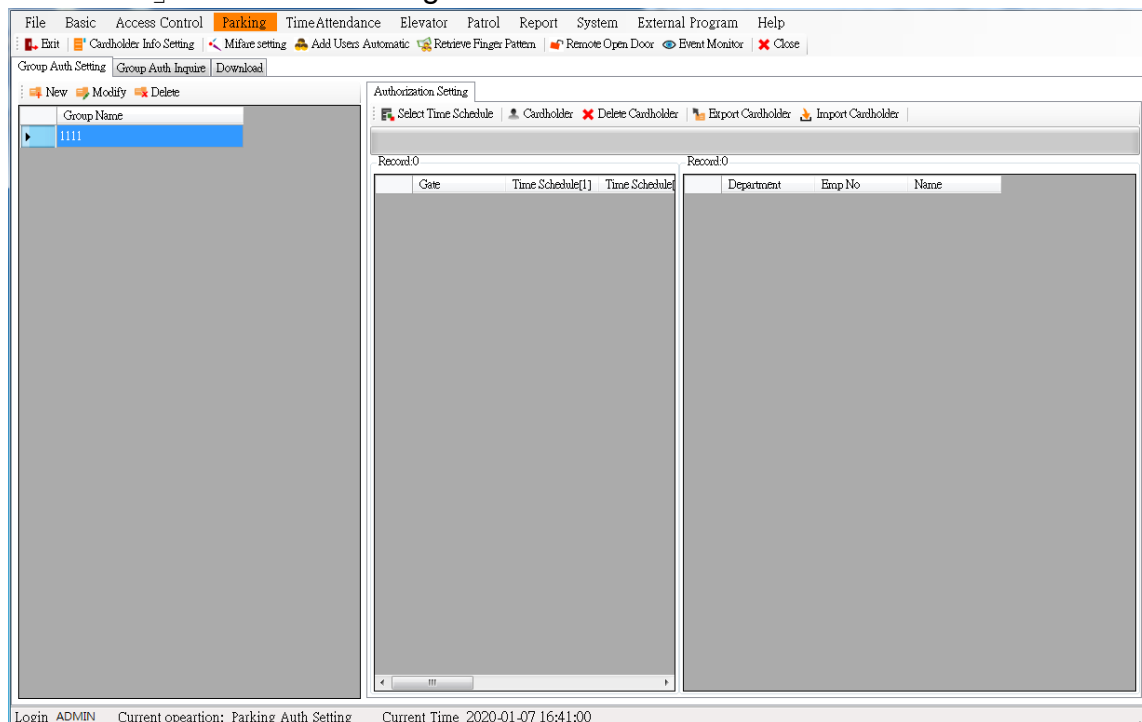 File Basic Access Control Parking TimeAttendance Elevator Patrol Report System External Program Help
Exit Cardholder Info Setting Mifare setting Add Users Automatic Retrieve Finger Pattern Remote Open Door Event Monitor Close
Group Auth Setting Group Auth Inquire Download
New Modify Delete
Group Name
1111
Authorization Setting
Select Time Schedule Cardholder Delete Cardholder Export Cardholder Import Cardholder
Record:0
Gate Time Schedule[1] Time Schedule[
Record:0
Department Emp No Name
Login ADMIN Current opeartion: Parking Auth Setting Current Time 2020-01-07 16:41:00